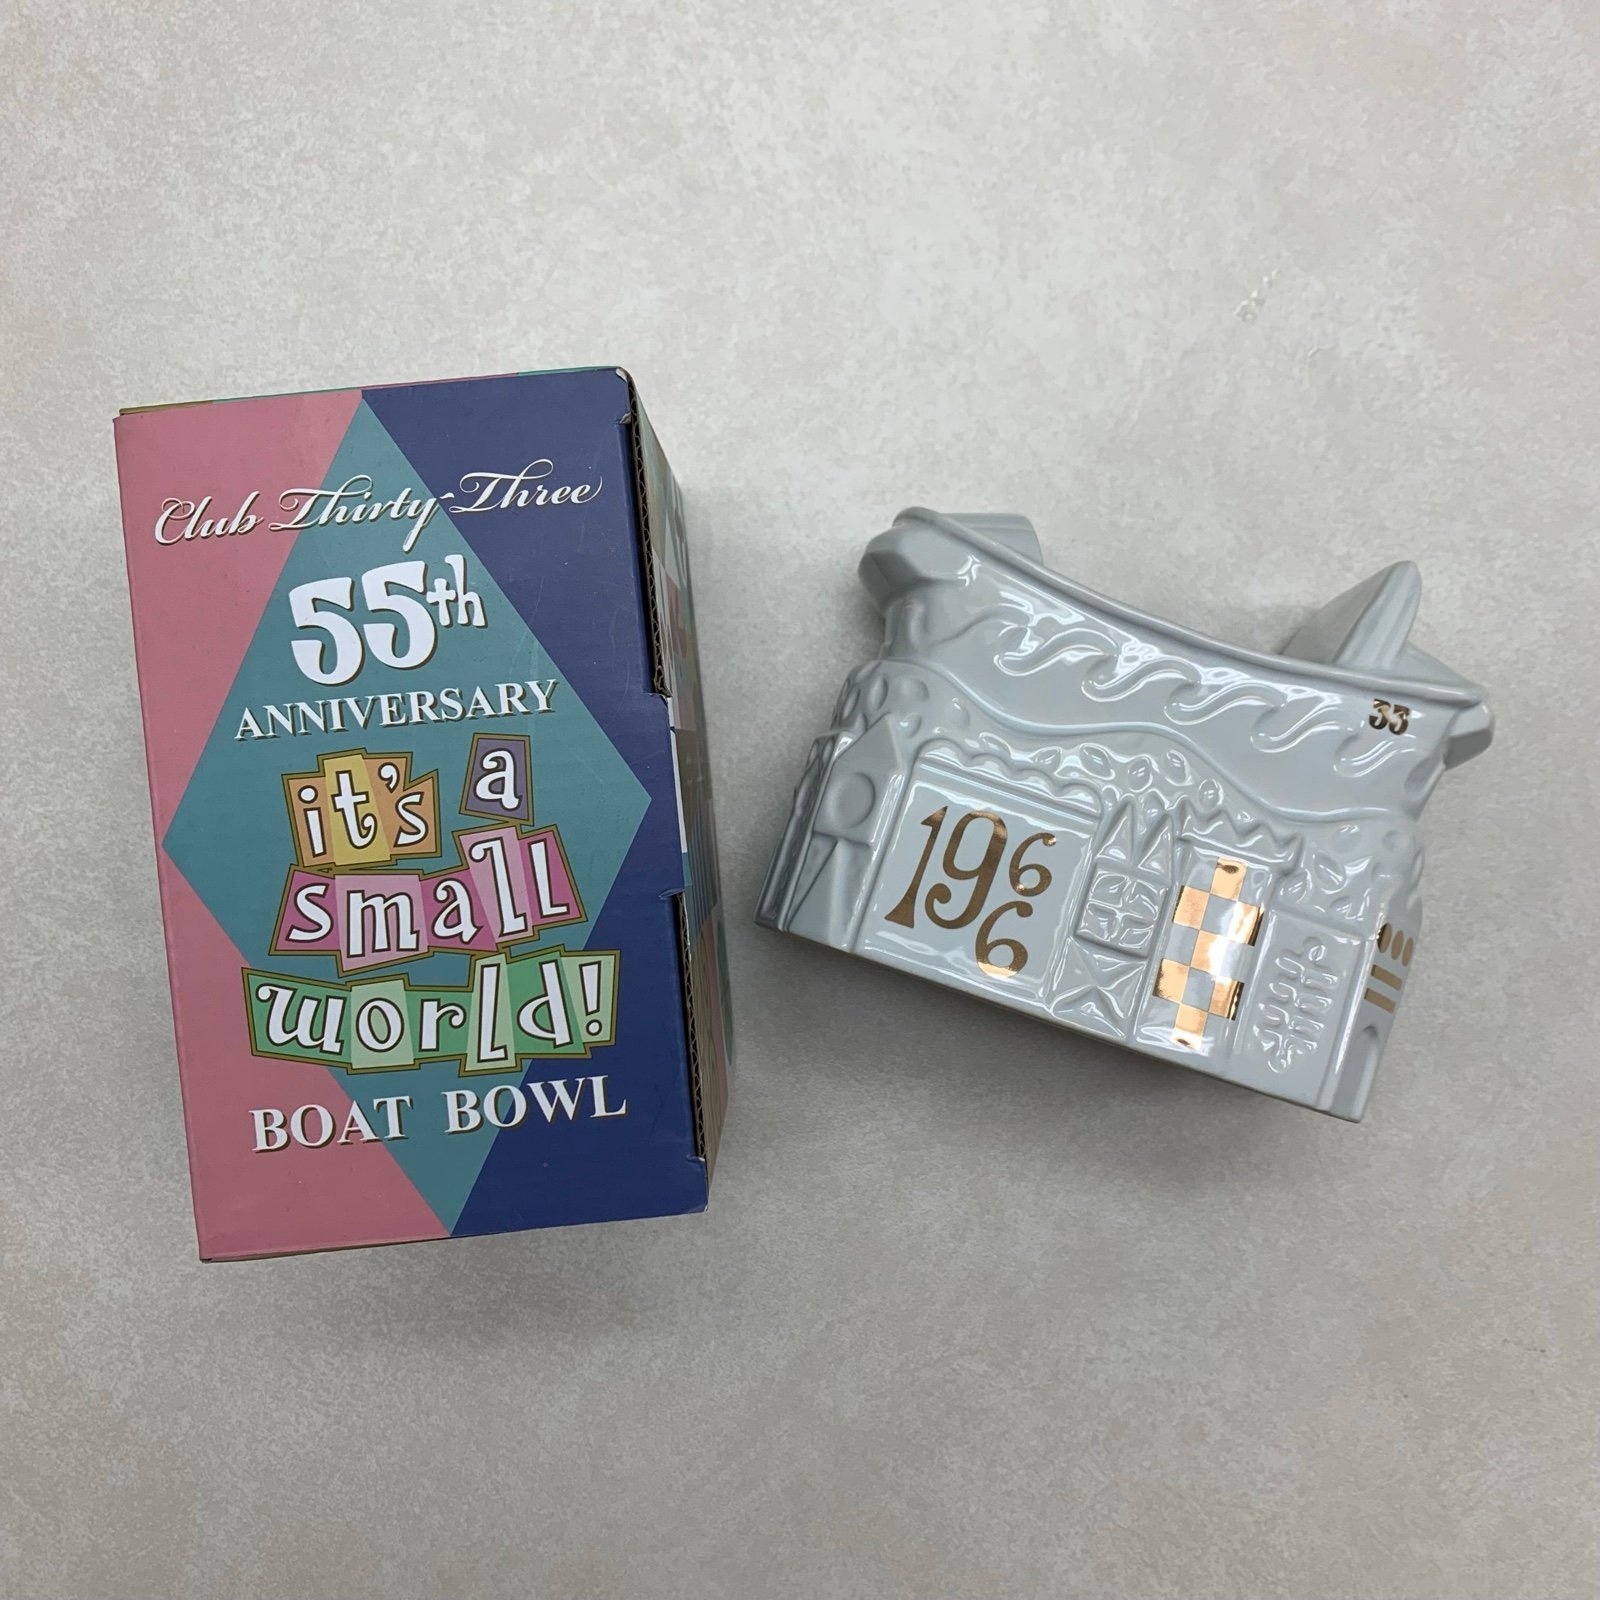 Club Thirty-Three
55th
ANNIVERSARY
it's a
small
world!
BOAT BOWL
33
1966